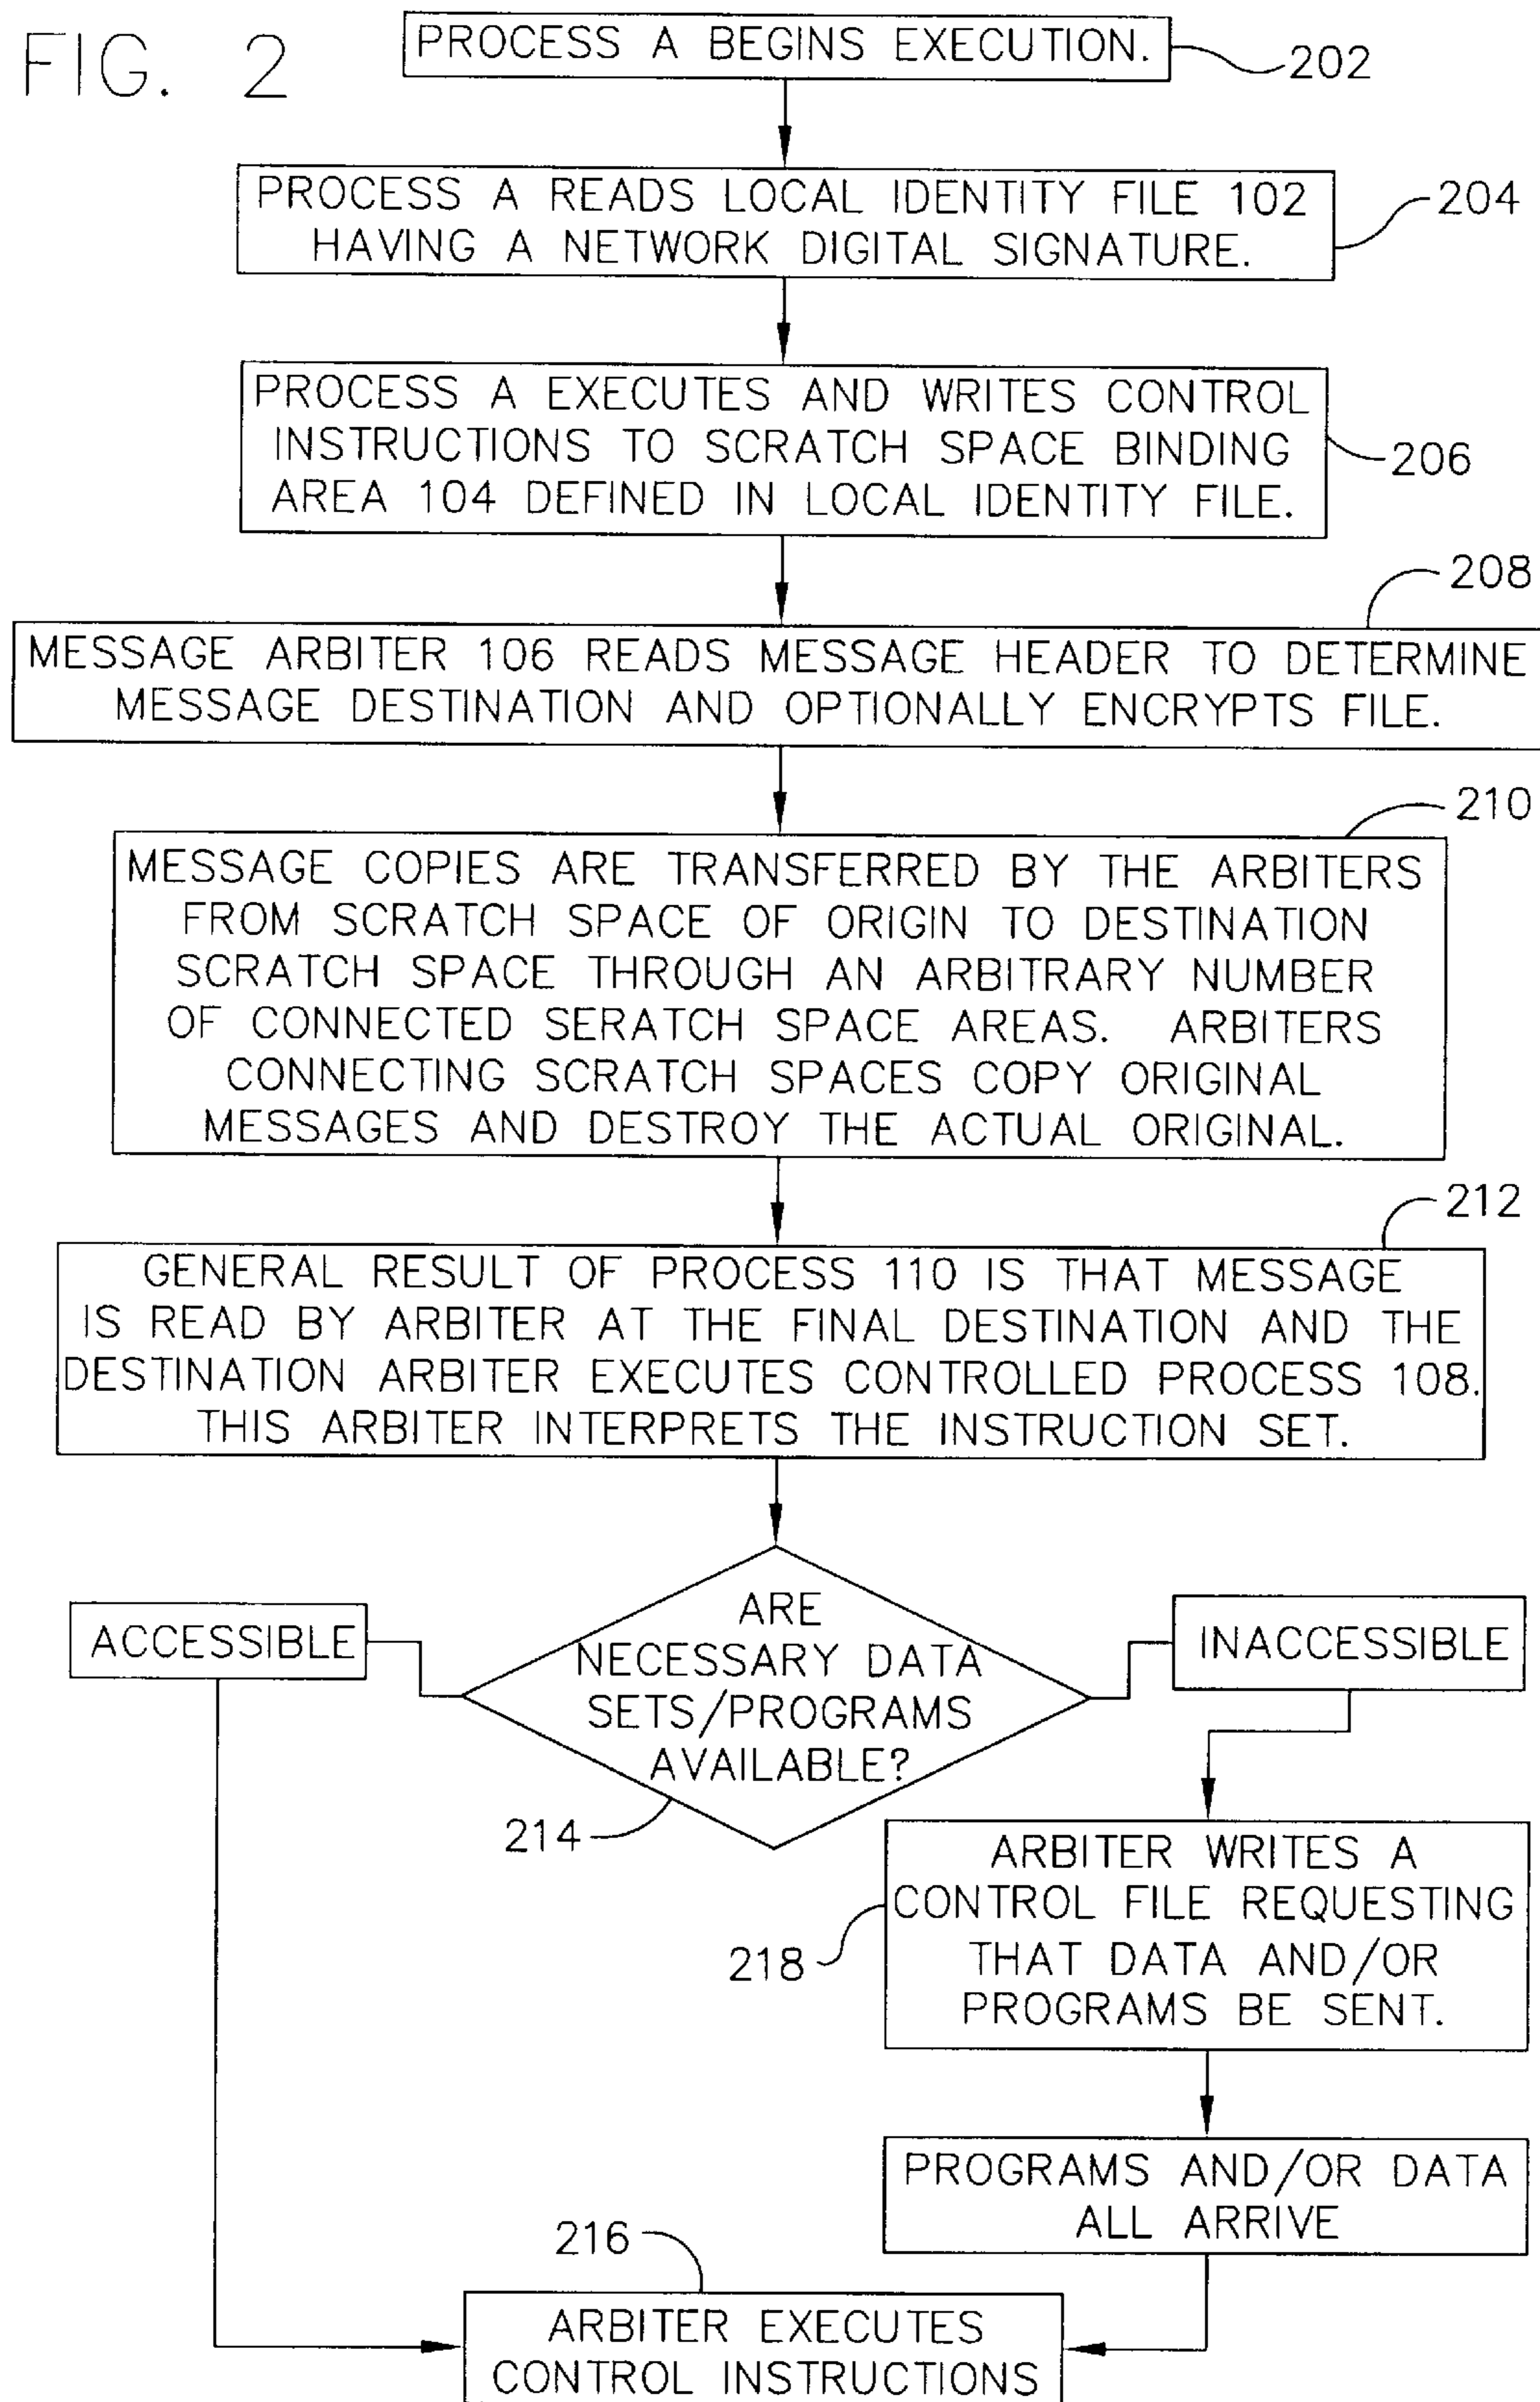 FIG. 2
PROCESS A BEGINS EXECUTION.
202
PROCESS A READS LOCAL IDENTITY FILE 102
HAVING A NETWORK DIGITAL SIGNATURE.
204
PROCESS A EXECUTES AND WRITES CONTROL
INSTRUCTIONS TO SCRATCH SPACE BINDING
AREA 104 DEFINED IN LOCAL IDENTITY FILE.
206
208
MESSAGE ARBITER 106 READS MESSAGE HEADER TO DETERMINE
MESSAGE DESTINATION AND OPTIONALLY ENCRYPTS FILE.
210
MESSAGE COPIES ARE TRANSFERRED BY THE ARBITERS
FROM SCRATCH SPACE OF ORIGIN TO DESTINATION
SCRATCH SPACE THROUGH AN ARBITRARY NUMBER
OF CONNECTED SERATCH SPACE AREAS. ARBITERS
CONNECTING SCRATCH SPACES COPY ORIGINAL
MESSAGES AND DESTROY THE ACTUAL ORIGINAL.
212
GENERAL RESULT OF PROCESS 110 IS THAT MESSAGE
IS READ BY ARBITER AT THE FINAL DESTINATION AND THE
DESTINATION ARBITER EXECUTES CONTROLLED PROCESS 108.
THIS ARBITER INTERPRETS THE INSTRUCTION SET.
ARE
NECESSARY DATA
SETS/PROGRAMS
AVAILABLE?
214
ACCESSIBLE
INACCESSIBLE
ARBITER WRITES A
CONTROL FILE REQUESTING
THAT DATA AND/OR
PROGRAMS BE SENT.
218
PROGRAMS AND/OR DATA
ALL ARRIVE
216
ARBITER EXECUTES
CONTROL INSTRUCTIONS